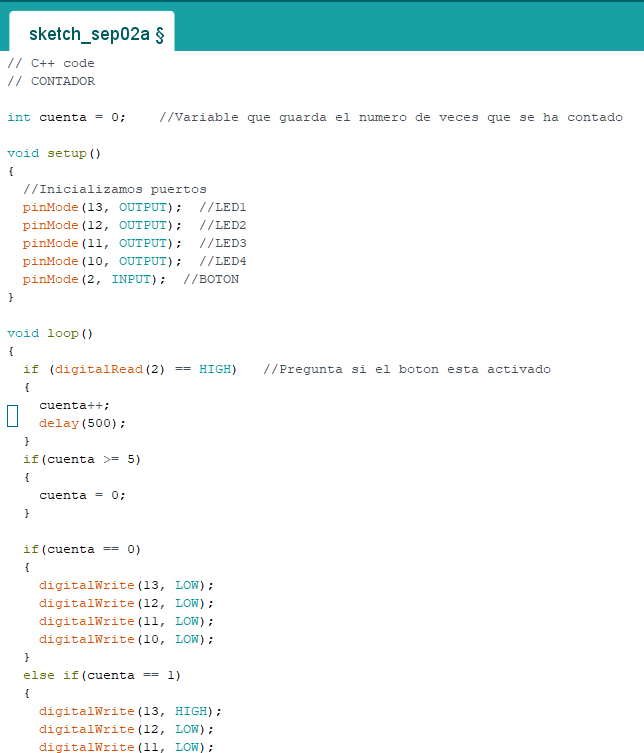 sketch_sep02a §
// C++ code
// CONTADOR
int cuenta = 0;    //Variable que guarda el numero de veces que se ha contado
void setup()
{
  //Inicializamos puertos
  pinMode(13, OUTPUT);  //LED1
  pinMode(12, OUTPUT);  //LED2
  pinMode(11, OUTPUT);  //LED3
  pinMode(10, OUTPUT);  //LED4
  pinMode(2, INPUT);  //BOTON
}
void loop()
{
  if (digitalRead(2) == HIGH)   //Pregunta si el boton esta activado
  {
    cuenta++;
    delay(500);
  }
  if(cuenta >= 5)
  {
    cuenta = 0;
  }
  if(cuenta == 0)
  {
    digitalWrite(13, LOW);
    digitalWrite(12, LOW);
    digitalWrite(11, LOW);
    digitalWrite(10, LOW);
  }
  else if(cuenta == 1)
  {
    digitalWrite(13, HIGH);
    digitalWrite(12, LOW);
    digitalWrite(11, LOW);